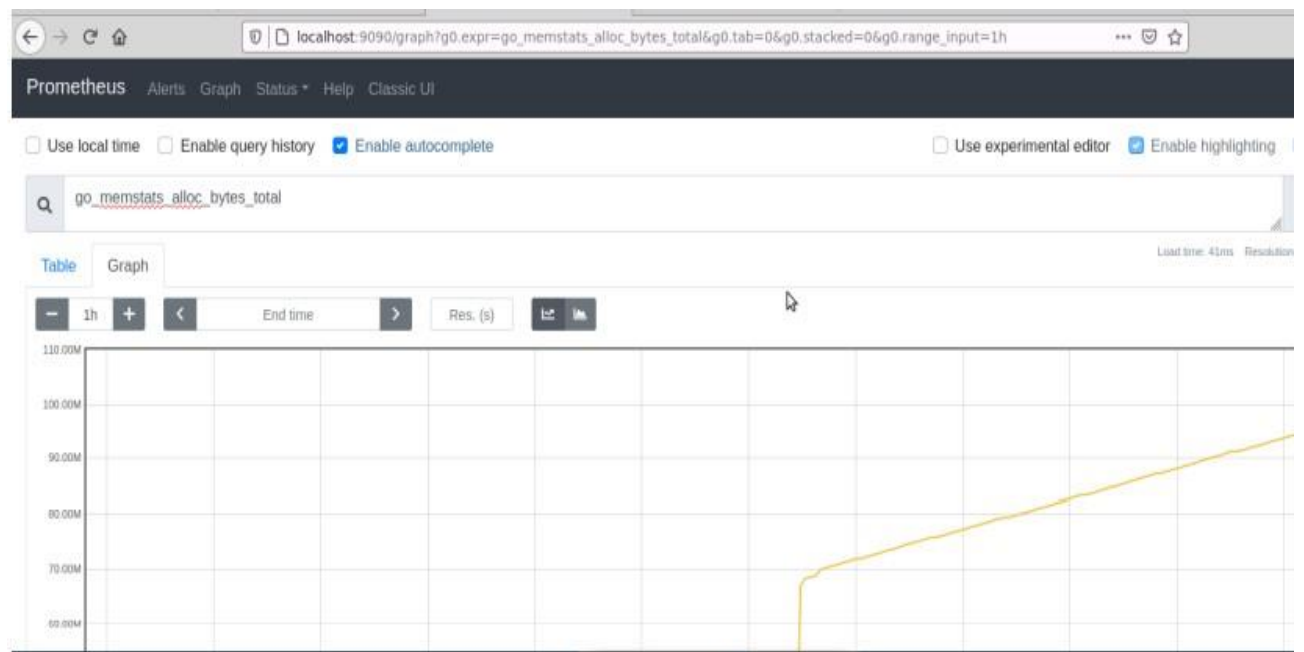 localhost:9090/graph?g0.expr=go_memstats_alloc_bytes_total&g0.tab=0&g0.stacked=0&g0.range_input=1h
Prometheus Alerts Graph Status Help Classic UI
Use local time Enable query history Enable autocomplete Use experimental editor Enable highlighting
go_memstats_alloc_bytes_total
Load time: 41ms Resolution
Table Graph
1h End time Res. (s)
110.00M
100.00M
90.00M
80.00M
70.00M
60.00M